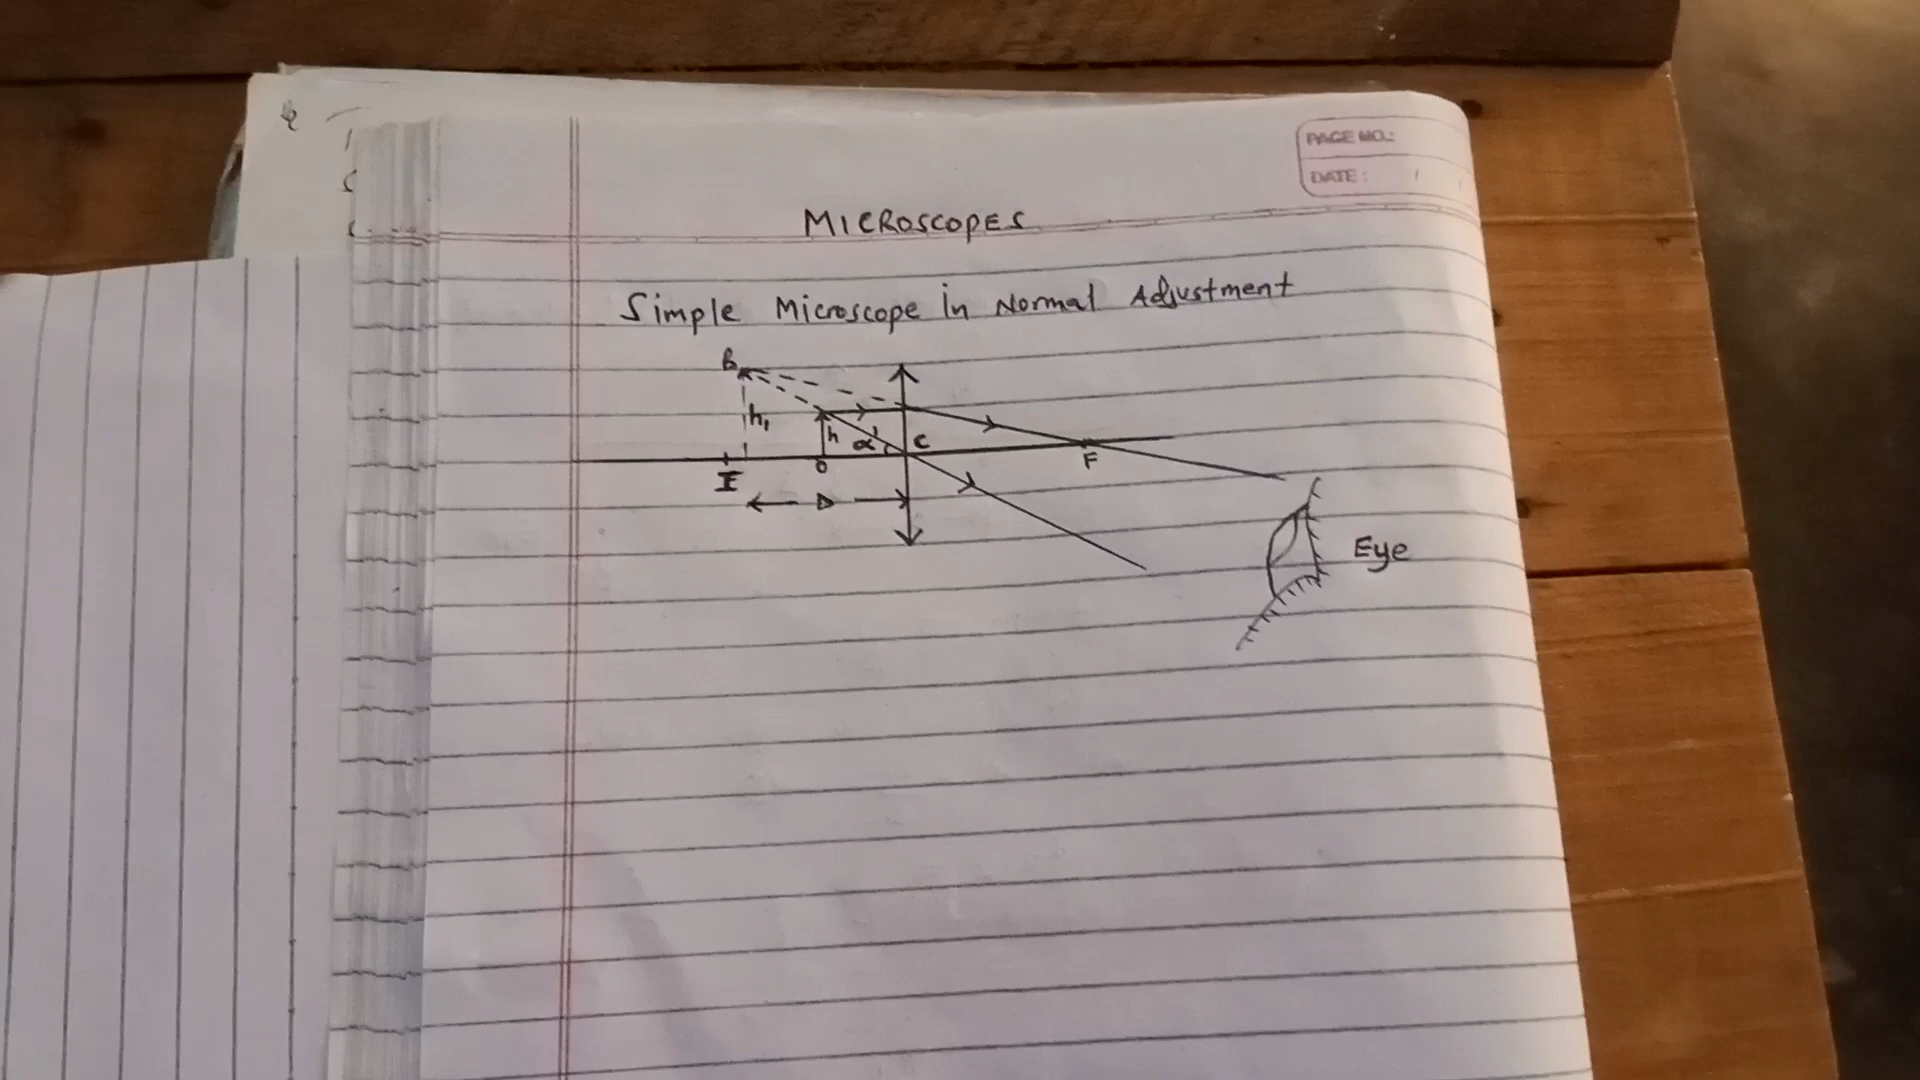 PAGE NO.:
DATE: / /
MICROSCOPES
Simple Microscope in Normal Adjustment
B
h₁
h
α'
C
I
O
F
D
Eye